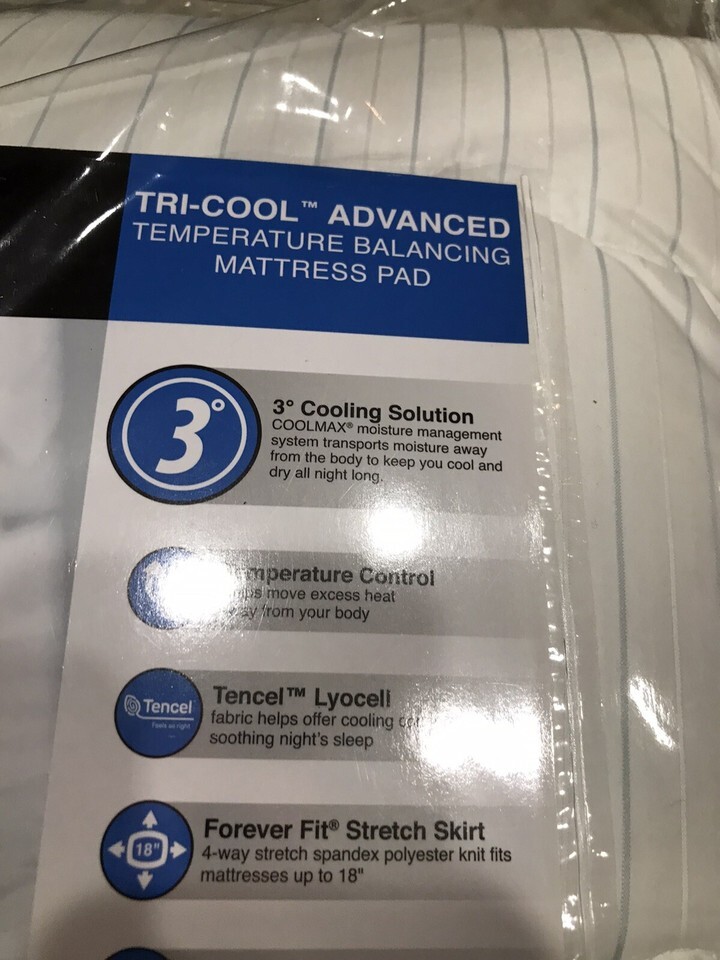 TRI-COOL™ ADVANCED
TEMPERATURE BALANCING
MATTRESS PAD
3°
3° Cooling Solution
COOLMAX® moisture management
system transports moisture away
from the body to keep you cool and
dry all night long.
Control
move excess heat
from your body
Tencel
Feels so right
Tencel™ Lyocell
fabric helps offer cooling
soothing night's sleep
18"
Forever Fit® Stretch Skirt
4-way stretch spandex polyester knit fits
mattresses up to 18"